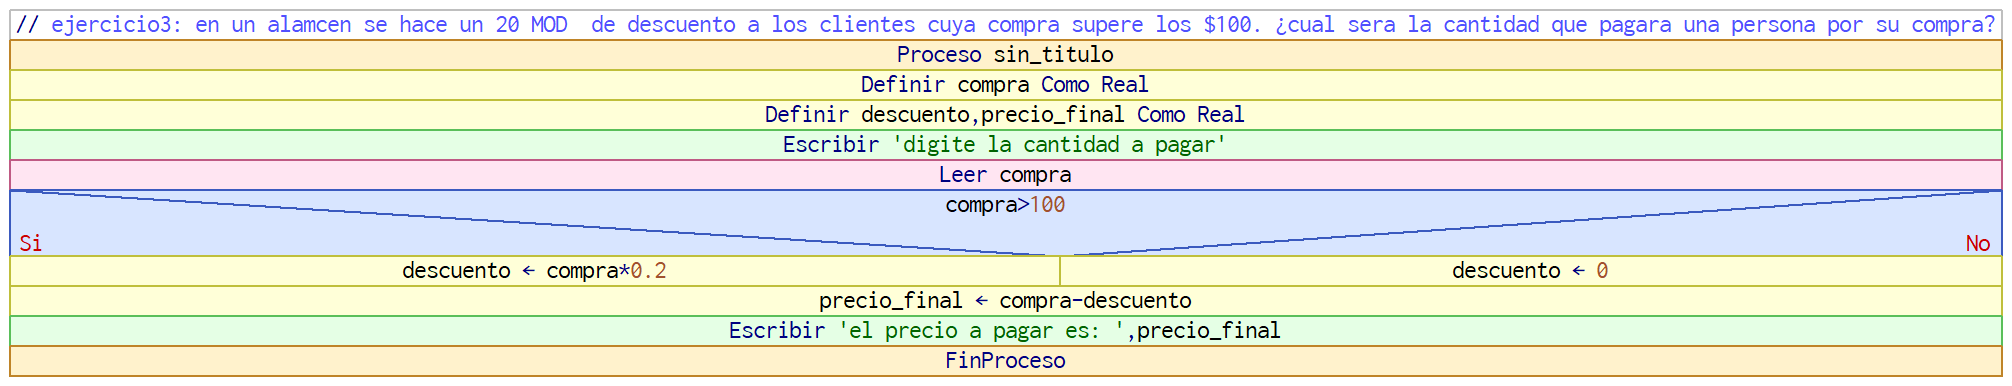 // ejercicio3: en un alamcen se hace un 20 MOD  de descuento a los clientes cuya compra supere los $100. ¿cual sera la cantidad que pagara una persona por su compra?
Proceso sin_titulo
Definir compra Como Real
Definir descuento,precio_final Como Real
Escribir 'digite la cantidad a pagar'
Leer compra
compra>100
Si No
descuento ← compra*0.2 descuento ← 0
precio_final ← compra-descuento
Escribir 'el precio a pagar es: ',precio_final
FinProceso